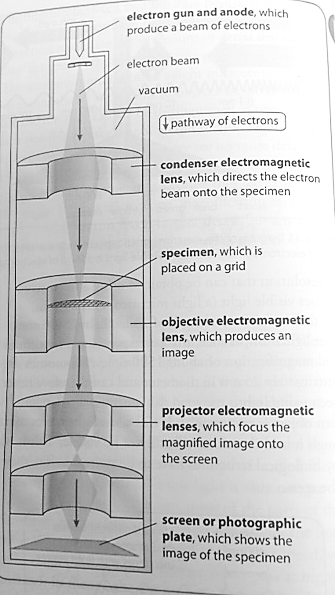 electron gun and anode, which
produce a beam of electrons
electron beam
vacuum
pathway of electrons
condenser electromagnetic
lens, which directs the electron
beam onto the specimen
specimen, which is
placed on a grid
objective electromagnetic
lens, which produces an
image
projector electromagnetic
lenses, which focus the
magnified image onto
the screen
screen or photographic
plate, which shows the
image of the specimen